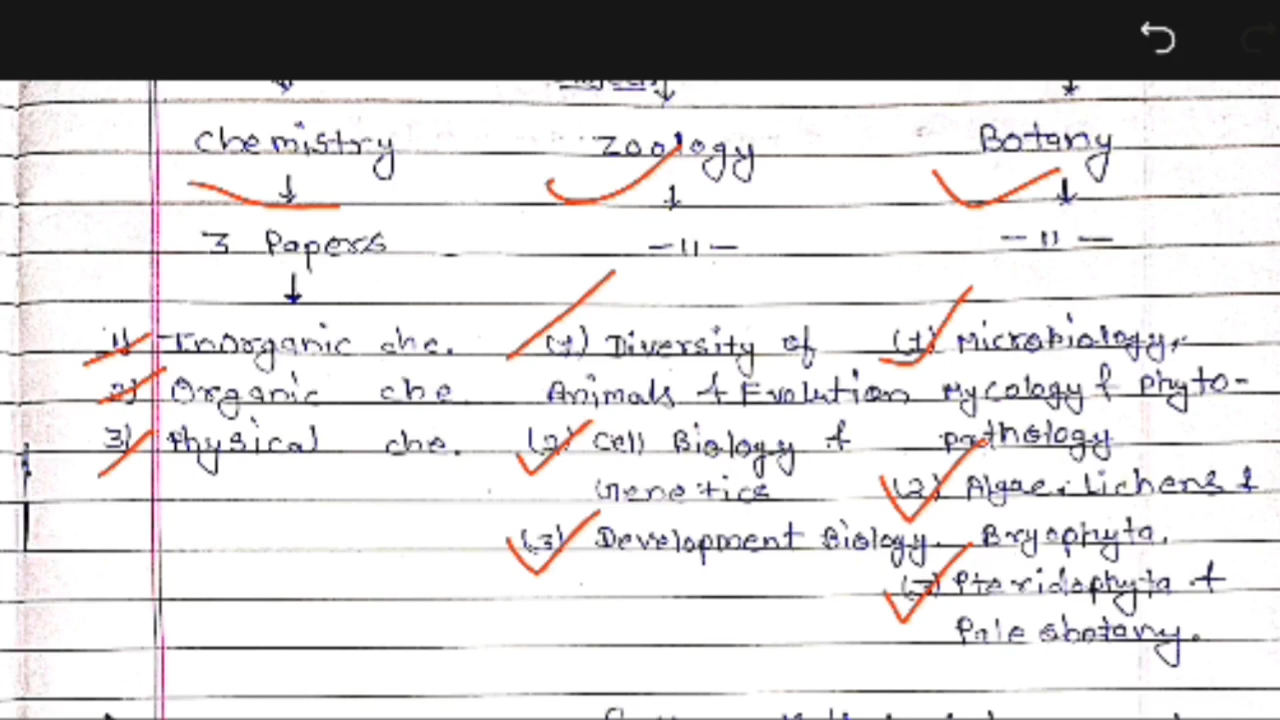 Chemistry Zoology Botany
↓ ↓ ↓
3 Papers —11— —11—
↓
1) Inorganic che. (1) Diversity of (1) Microbiology,
2) Organic che. Animals & Evolution Mycology & phyto-
3) Physical che. (2) Cell Biology & pathology
Genetics (2) Algae, Lichens &
(3) Development Biology. Bryophyta.
(3) Pteridophyta &
Paleobotany.